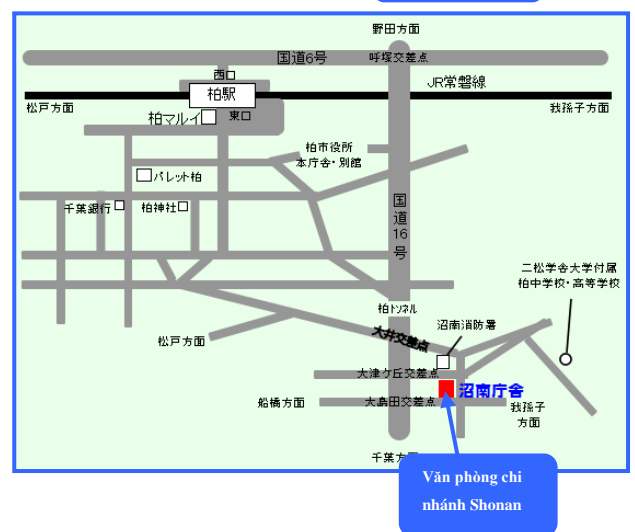 野田方面
国道6号
呼塚交差点
西口
JR常磐線
柏駅
松戸方面
我孫子方面
柏マルイ
東口
柏市役所
本庁舎・別館
パレット柏
国道16号
千葉銀行
柏神社
二松学舎大学付属
柏中学校・高等学校
柏トンネル
大井交差点
沼南消防署
松戸方面
大津ケ丘交差点
沼南庁舎
船橋方面
大島田交差点
我孫子
方面
千葉方
Văn phòng chi
nhánh Shonan